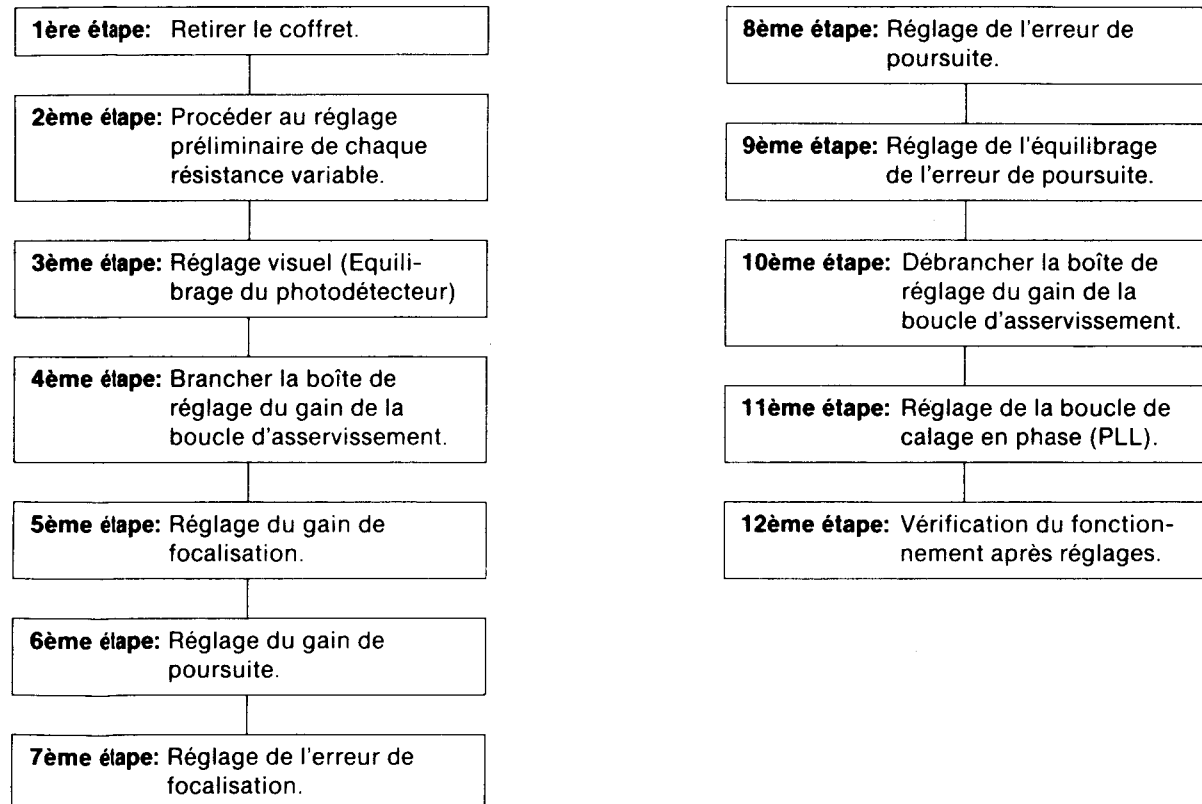 1ère étape: Retirer le coffret.
2ème étape: Procéder au réglage
préliminaire de chaque
résistance variable.
3ème étape: Réglage visuel (Equili-
brage du photodétecteur)
4ème étape: Brancher la boîte de
réglage du gain de la
boucle d'asservissement.
5ème étape: Réglage du gain de
focalisation.
6ème étape: Réglage du gain de
poursuite.
7ème étape: Réglage de l'erreur de
focalisation.
8ème étape: Réglage de l'erreur de
poursuite.
9ème étape: Réglage de l'équilibrage
de l'erreur de poursuite.
10ème étape: Débrancher la boîte de
réglage du gain de la
boucle d'asservissement.
11ème étape: Réglage de la boucle de
calage en phase (PLL).
12ème étape: Vérification du fonction-
nement après réglages.